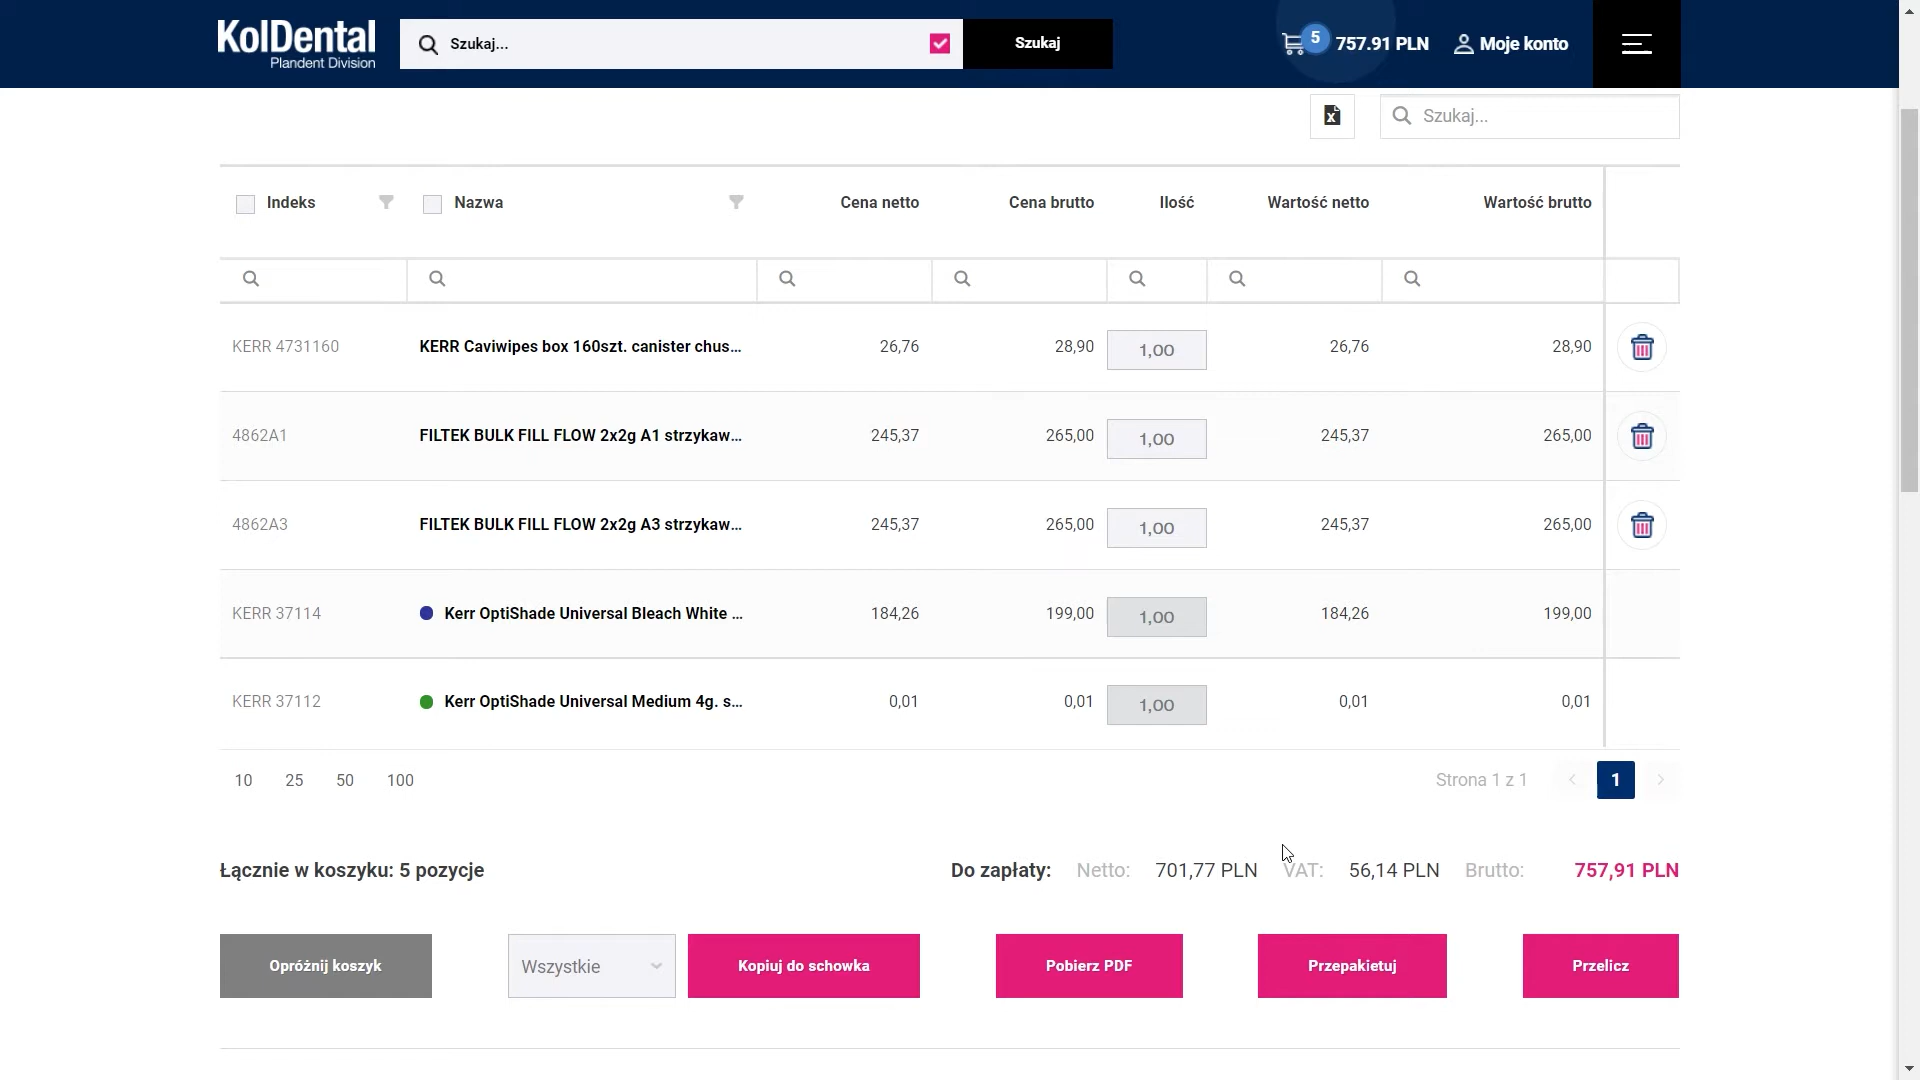 KolDental
Plandent Division
Szukaj...
Szukaj
5
757.91 PLN
Moje konto
Szukaj...
Indeks
Nazwa
Cena netto
Cena brutto
Ilość
Wartość netto
Wartość brutto
KERR 4731160
KERR Caviwipes box 160szt. canister chus...
26,76
28,90
1,00
26,76
28,90
4862A1
FILTEK BULK FILL FLOW 2x2g A1 strzykaw...
245,37
265,00
1,00
245,37
265,00
4862A3
FILTEK BULK FILL FLOW 2x2g A3 strzykaw...
245,37
265,00
1,00
245,37
265,00
KERR 37114
Kerr OptiShade Universal Bleach White ...
184,26
199,00
1,00
184,26
199,00
KERR 37112
Kerr OptiShade Universal Medium 4g. s...
0,01
0,01
1,00
0,01
0,01
10 25 50 100
Strona 1 z 1
1
Łącznie w koszyku: 5 pozycje
Do zapłaty: Netto: 701,77 PLN VAT: 56,14 PLN Brutto: 757,91 PLN
Opróżnij koszyk
Wszystkie
Kopiuj do schowka
Pobierz PDF
Przepakietuj
Przelicz